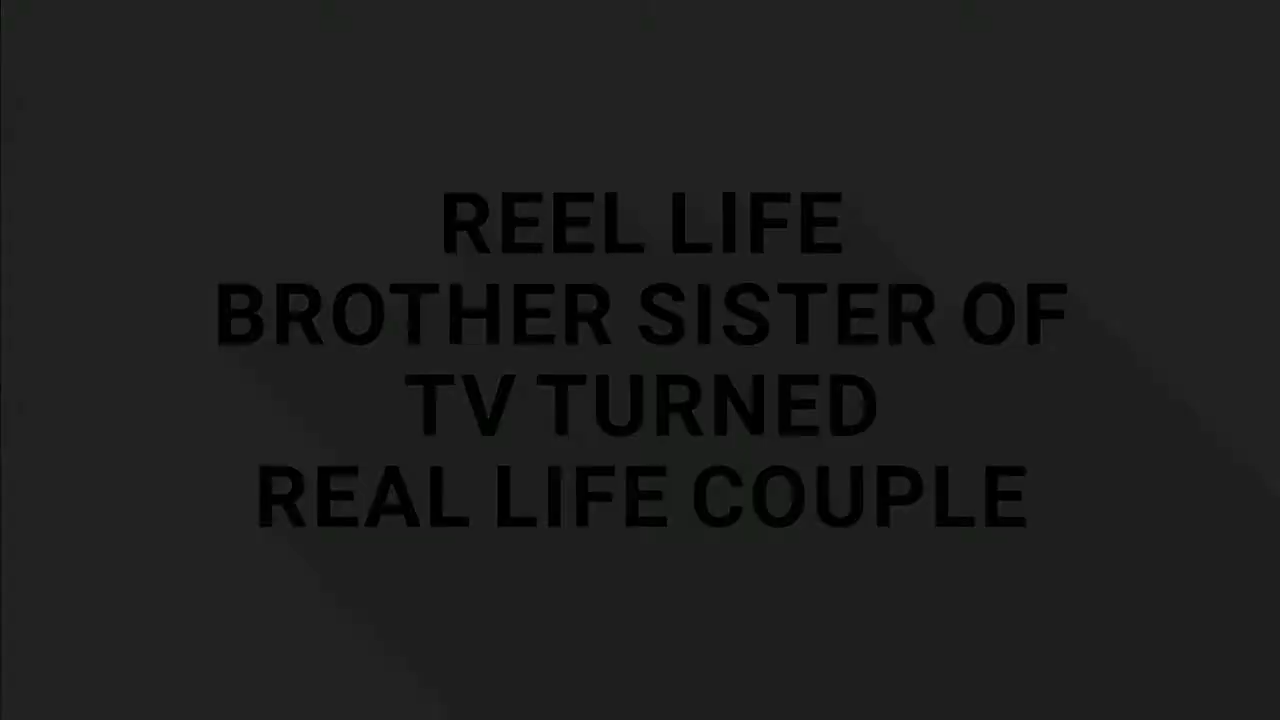 REEL LIFE
BROTHER SISTER OF
TV TURNED
REAL LIFE COUPLE